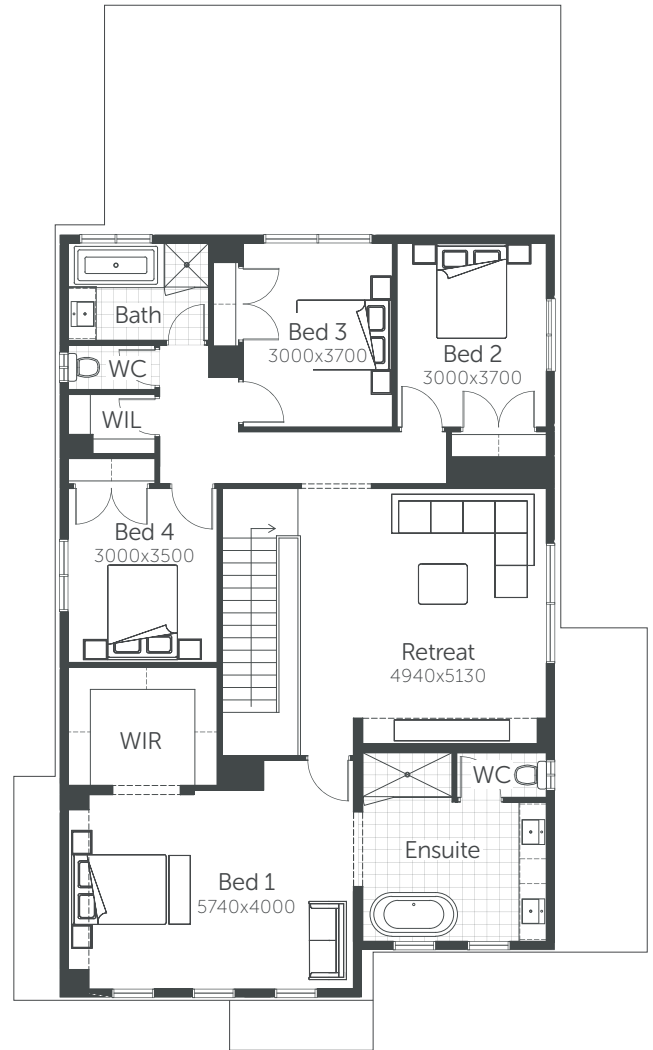 Bath
Bed 3
3000x3700
Bed 2
3000x3700
WC
WIL
Bed 4
3000x3500
Retreat
4940x5130
WIR
WC
Ensuite
Bed 1
5740x4000